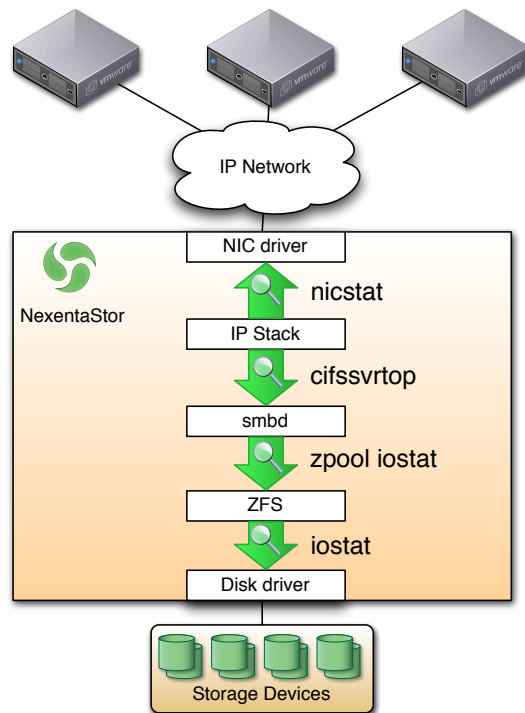 vmware
vmware
vmware
IP Network
NIC driver
NexentaStor
nicstat
IP Stack
cifssvrtop
smbd
zpool iostat
ZFS
iostat
Disk driver
Storage Devices